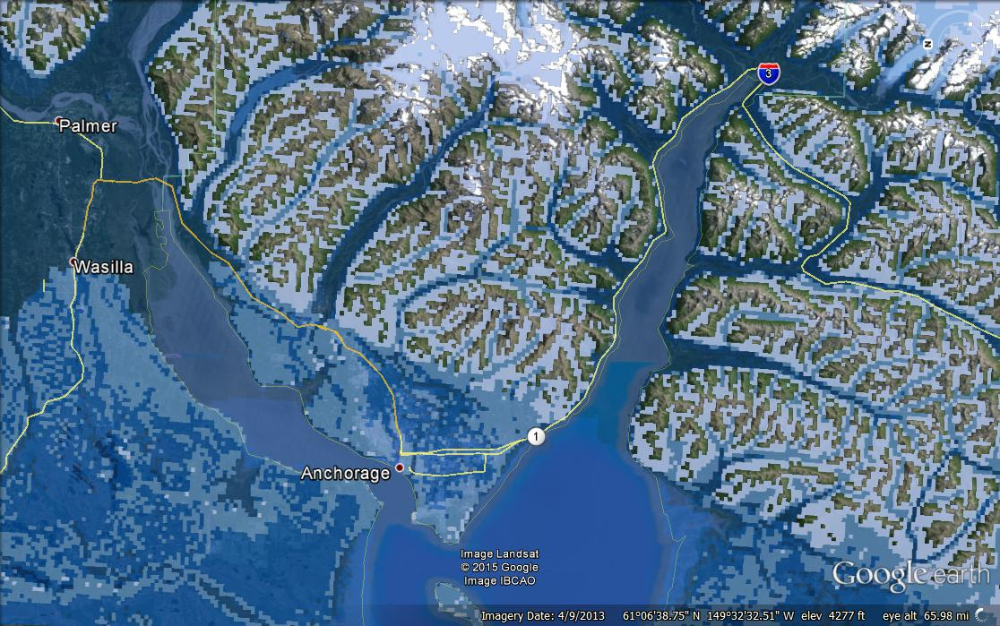 3
N
Palmer
Wasilla
1
Anchorage
Image Landsat
© 2015 Google
Image IBCAO
Google earth
Imagery Date: 4/9/2013 61°06'38.75" N 149°32'32.51" W elev 4277 ft eye alt 65.98 mi